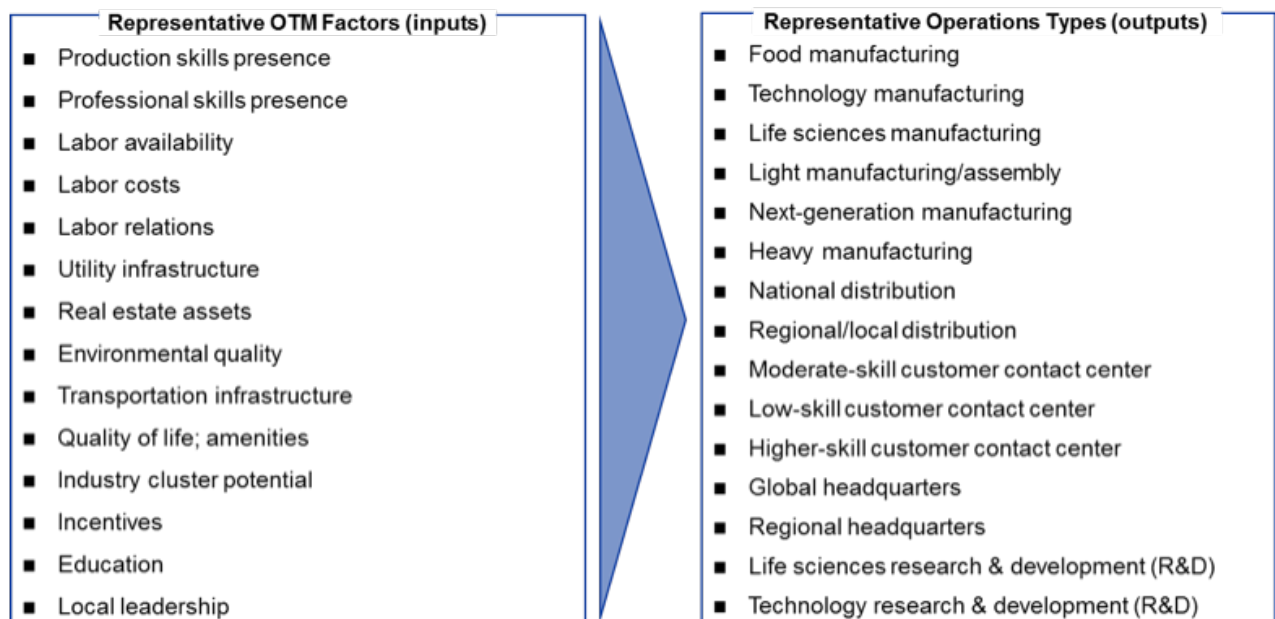 Representative OTM Factors (inputs)
■ Production skills presence
■ Professional skills presence
■ Labor availability
■ Labor costs
■ Labor relations
■ Utility infrastructure
■ Real estate assets
■ Environmental quality
■ Transportation infrastructure
■ Quality of life; amenities
■ Industry cluster potential
■ Incentives
■ Education
■ Local leadership
Representative Operations Types (outputs)
■ Food manufacturing
■ Technology manufacturing
■ Life sciences manufacturing
■ Light manufacturing/assembly
■ Next-generation manufacturing
■ Heavy manufacturing
■ National distribution
■ Regional/local distribution
■ Moderate-skill customer contact center
■ Low-skill customer contact center
■ Higher-skill customer contact center
■ Global headquarters
■ Regional headquarters
■ Life sciences research & development (R&D)
■ Technology research & development (R&D)